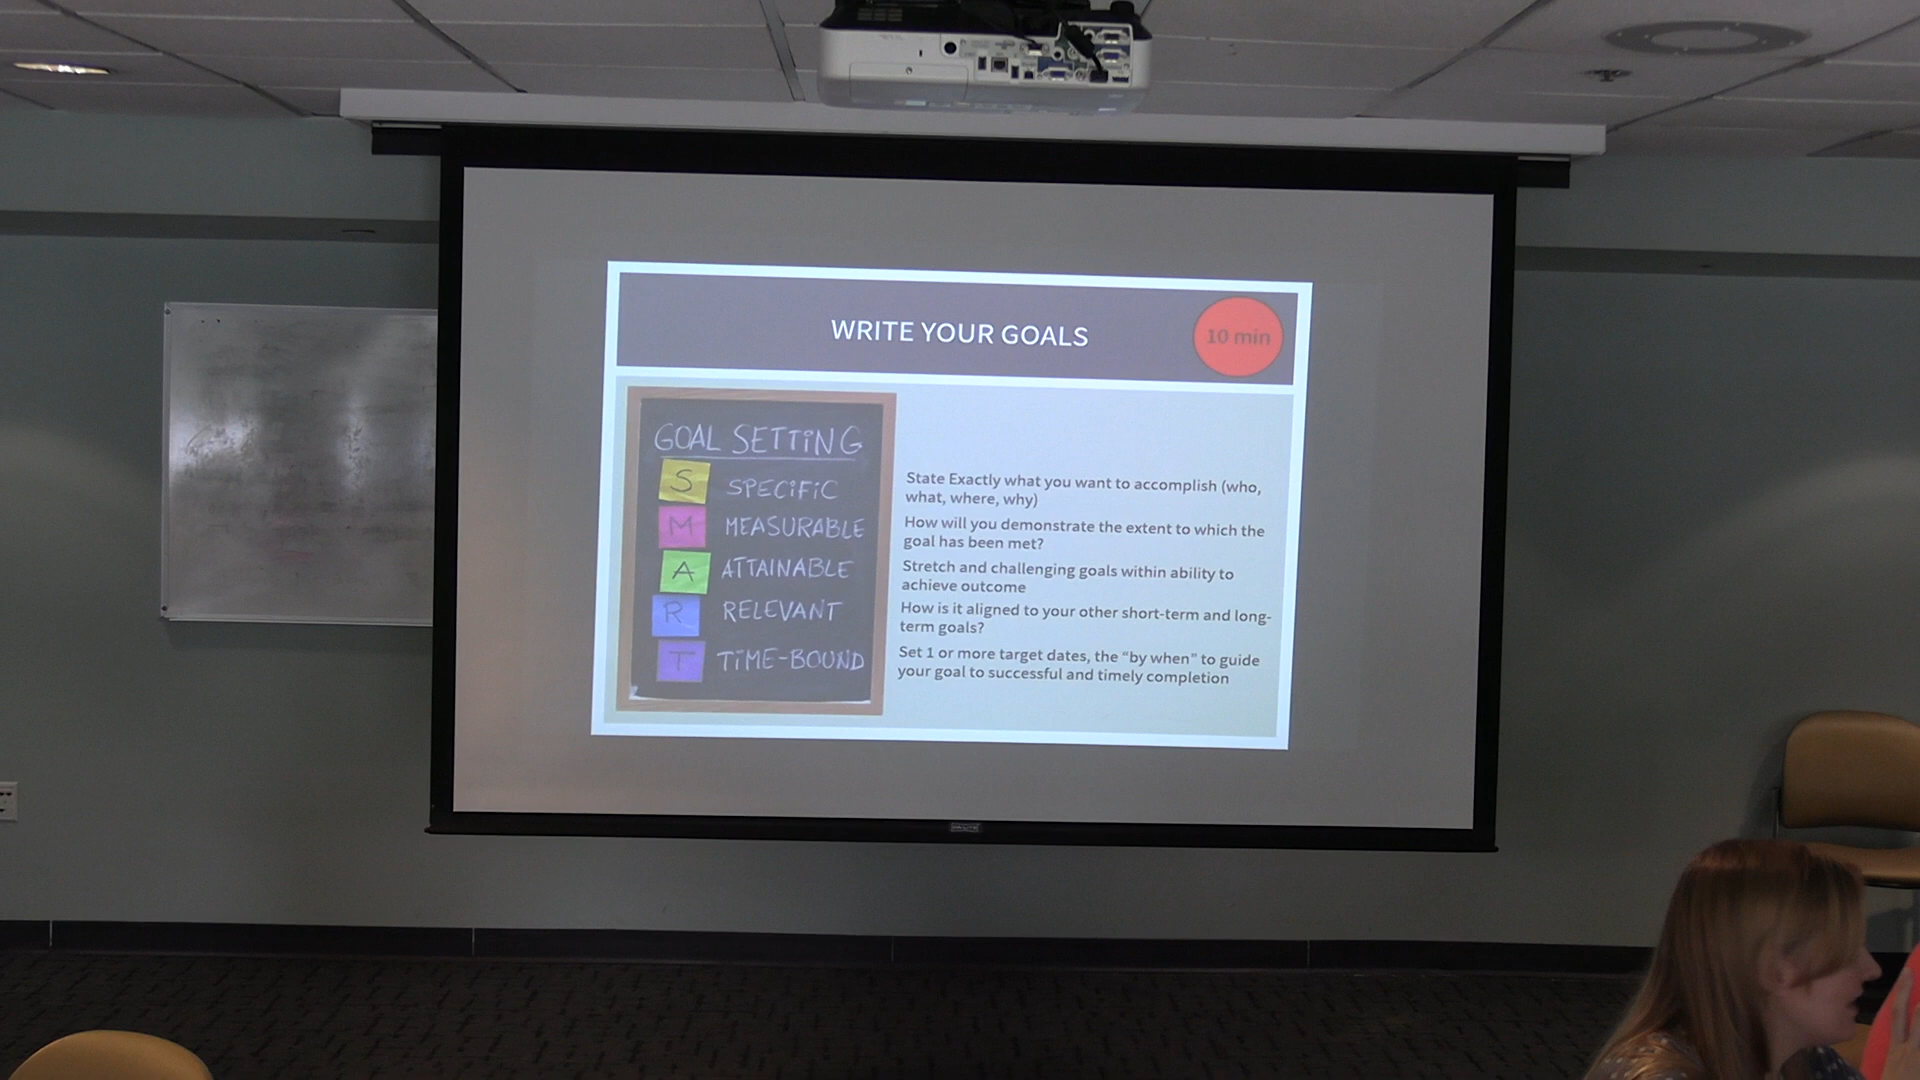 WRITE YOUR GOALS
10 min
GOAL SETTiNG
S SPECiFiC
State Exactly what you want to accomplish (who,
what, where, why)
M MEASURABLE
How will you demonstrate the extent to which the
goal has been met?
A ATTAiNABLE
Stretch and challenging goals within ability to
achieve outcome
R RELEVANT
How is it aligned to your other short-term and long-
term goals?
T TiME-BOUND
Set 1 or more target dates, the “by when” to guide
your goal to successful and timely completion
DA-LITE